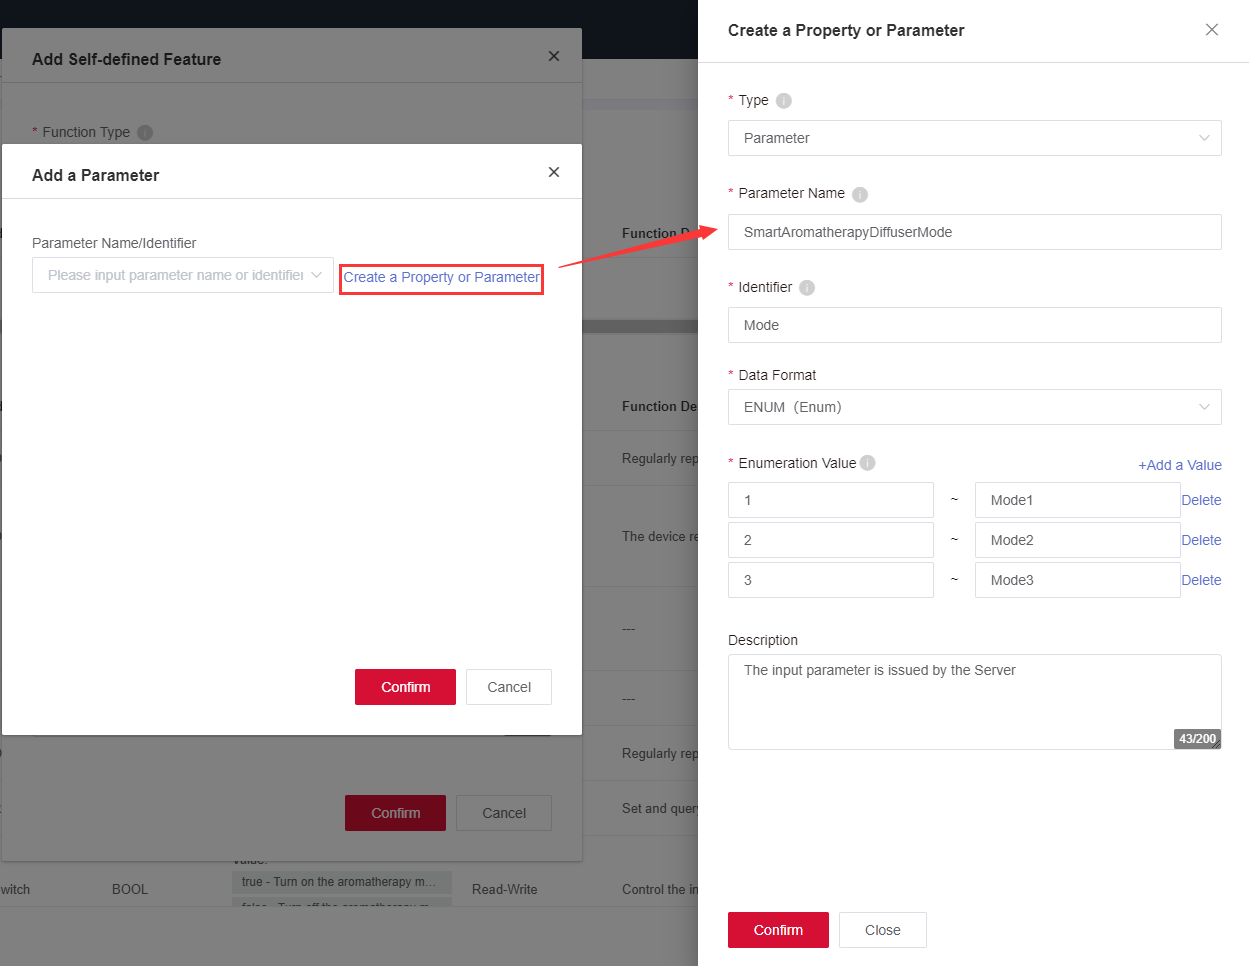 Add Self-defined Feature
* Function Type
Add a Parameter
Parameter Name/Identifier
Please input parameter name or identifier
Create a Property or Parameter
Confirm
Cancel
Confirm
Cancel
Function D
Function De
Regularly rep
The device re
---
---
Regularly rep
Set and query
witch
BOOL
value:
true - Turn on the aromatherapy m...
false - Turn off the aromatherapy m
Read-Write
Control the in
Create a Property or Parameter
* Type
Parameter
* Parameter Name
SmartAromatherapyDiffuserMode
* Identifier
Mode
* Data Format
ENUM（Enum）
* Enumeration Value
+Add a Value
1 ~ Mode1 Delete
2 ~ Mode2 Delete
3 ~ Mode3 Delete
Description
The input parameter is issued by the Server
43/200
Confirm
Close